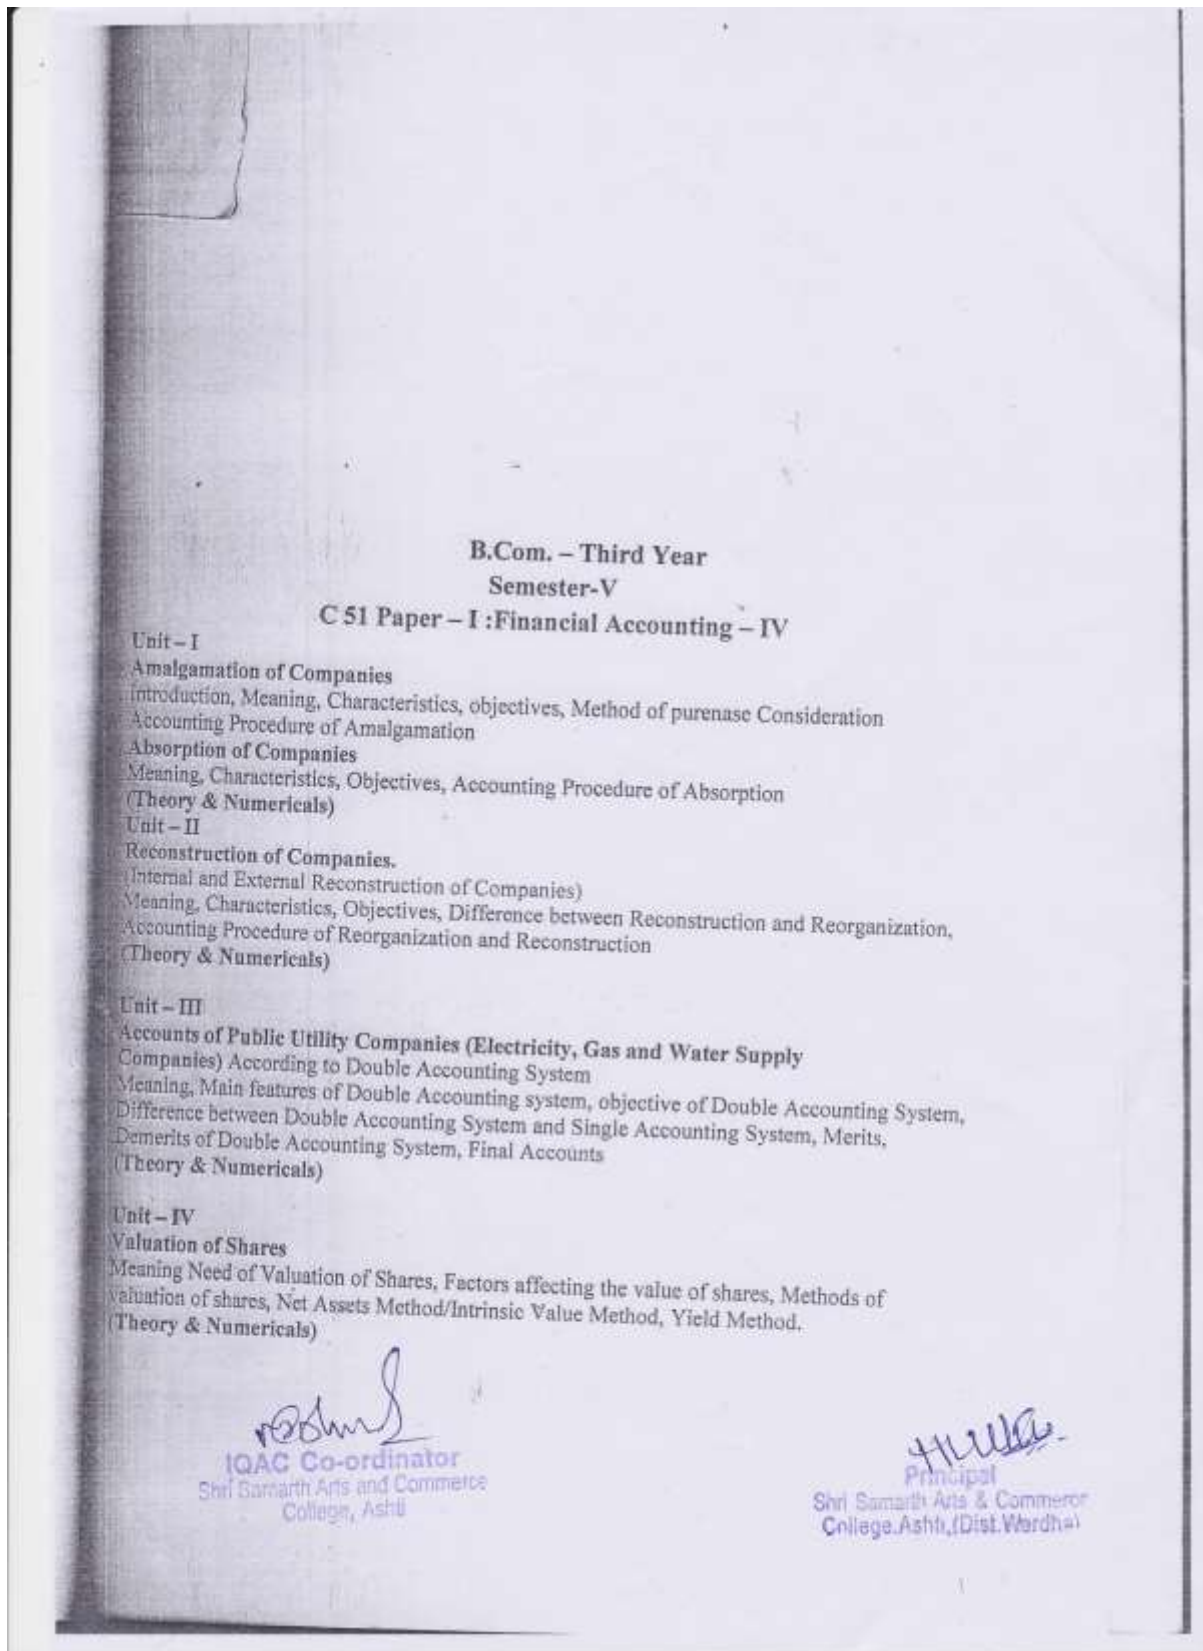 B.Com. – Third Year
Semester-V
C 51 Paper – I :Financial Accounting – IV
Unit – I
Amalgamation of Companies
Introduction, Meaning, Characteristics, objectives, Method of purenase Consideration
Accounting Procedure of Amalgamation
Absorption of Companies
Meaning, Characteristics, Objectives, Accounting Procedure of Absorption
(Theory & Numericals)
Unit – II
Reconstruction of Companies.
(Internal and External Reconstruction of Companies)
Meaning, Characteristics, Objectives, Difference between Reconstruction and Reorganization,
Accounting Procedure of Reorganization and Reconstruction
(Theory & Numericals)
Unit – III
Accounts of Public Utility Companies (Electricity, Gas and Water Supply
Companies) According to Double Accounting System
Meaning, Main features of Double Accounting system, objective of Double Accounting System,
Difference between Double Accounting System and Single Accounting System, Merits,
Demerits of Double Accounting System, Final Accounts
(Theory & Numericals)
Unit – IV
Valuation of Shares
Meaning Need of Valuation of Shares, Factors affecting the value of shares, Methods of
valuation of shares, Net Assets Method/Intrinsic Value Method, Yield Method.
(Theory & Numericals)
IQAC Co-ordinator
Shri Samarth Arts and Commerce
College, Ashti
Principal
Shri Samarth Arts & Commerce
College.Ashti,(Dist.Wardha)